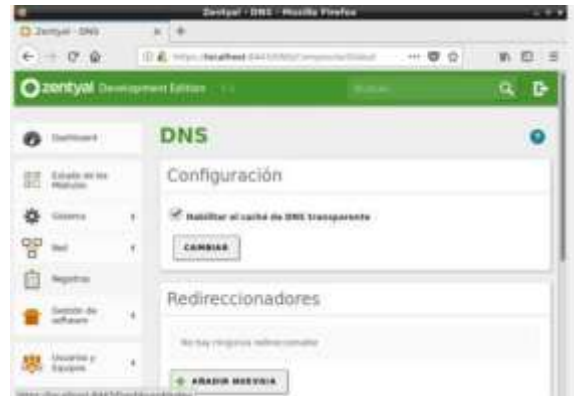 Zentyal - DNS - Mozilla Firefox
Zentyal - DNS
zentyal Development Edition
DNS
Dashboard
Configuración
Estado de los
Módulos
Habilitar el caché de DNS transparente
Sistema
CAMBIAR
Red
Registros
Redireccionadores
Gestión de
software
No hay ningún/a redireccionador
Usuarios y
Equipos
AÑADIR NUEVO/A